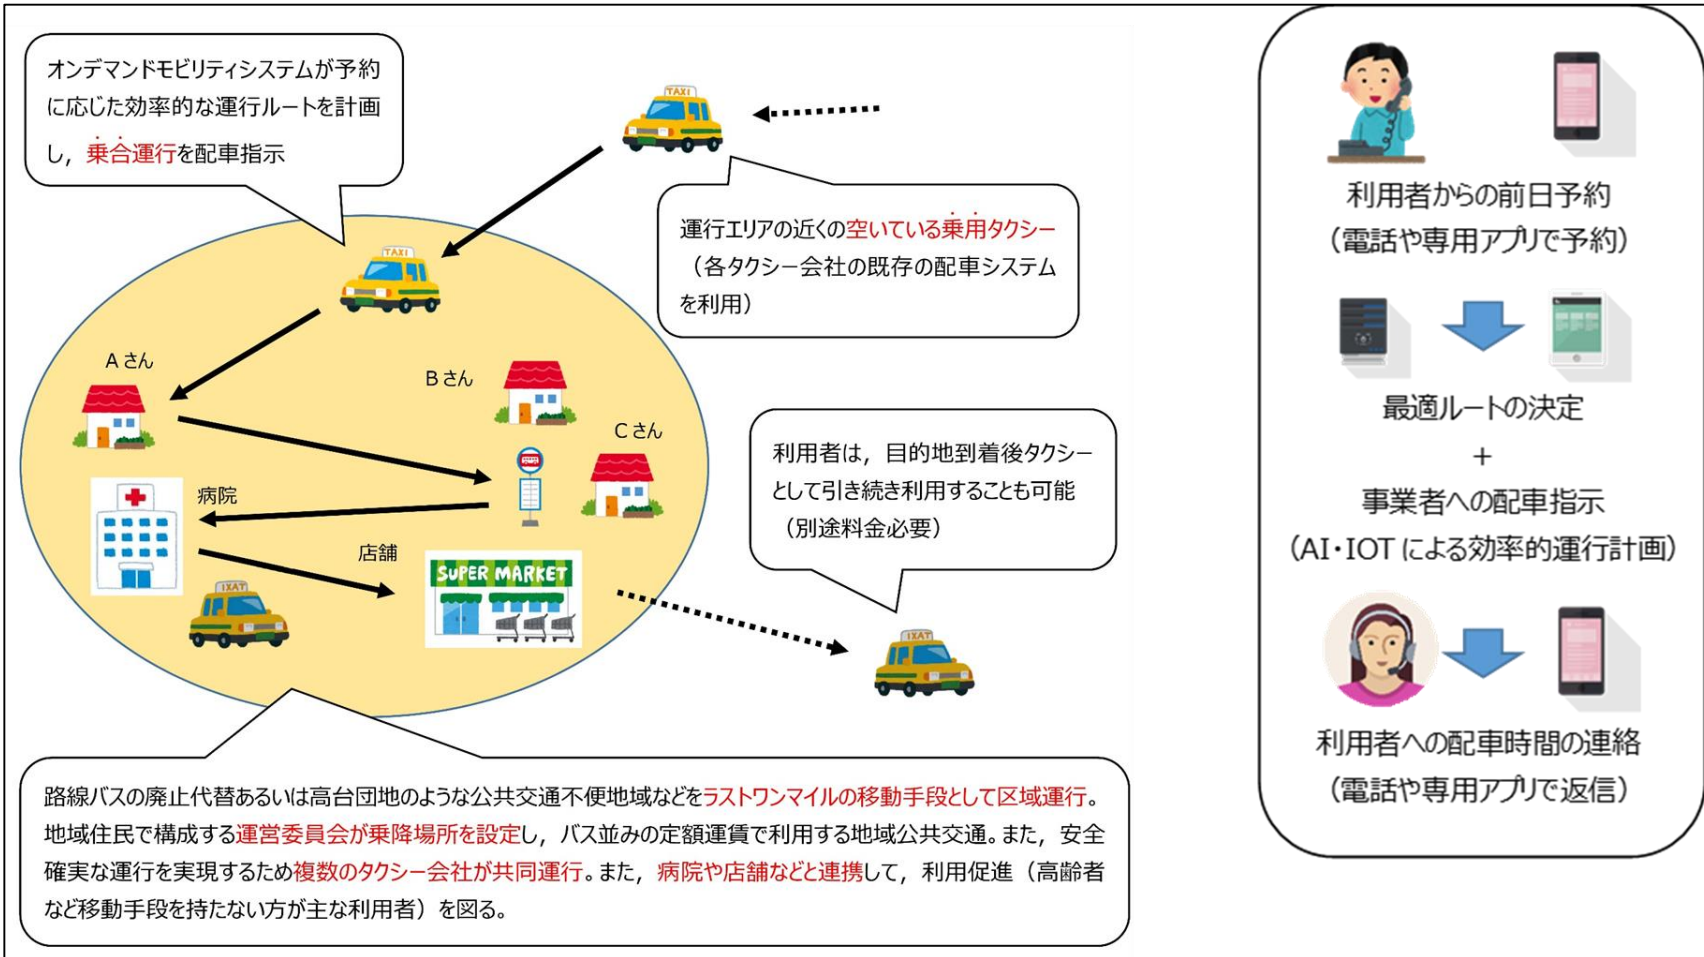 オンデマンドモビリティシステムが予約
に応じた効率的な運行ルートを計画
し，乗合運行を配車指示
TAXI
運行エリアの近くの空いている乗用タクシー
（各タクシー会社の既存の配車システム
を利用）
TAXI
Aさん
Bさん
Cさん
病院
店舗
SUPER MARKET
TAXI
利用者は，目的地到着後タクシー
として引き続き利用することも可能
（別途料金必要）
TAXI
路線バスの廃止代替あるいは高台団地のような公共交通不便地域などをラストワンマイルの移動手段として区域運行。
地域住民で構成する運営委員会が乗降場所を設定し，バス並みの定額運賃で利用する地域公共交通。また，安全
確実な運行を実現するため複数のタクシー会社が共同運行。また，病院や店舗などと連携して，利用促進（高齢者
など移動手段を持たない方が主な利用者）を図る。
利用者からの前日予約
（電話や専用アプリで予約）
最適ルートの決定
+
事業者への配車指示
（AI・IOTによる効率的運行計画）
利用者への配車時間の連絡
（電話や専用アプリで返信）